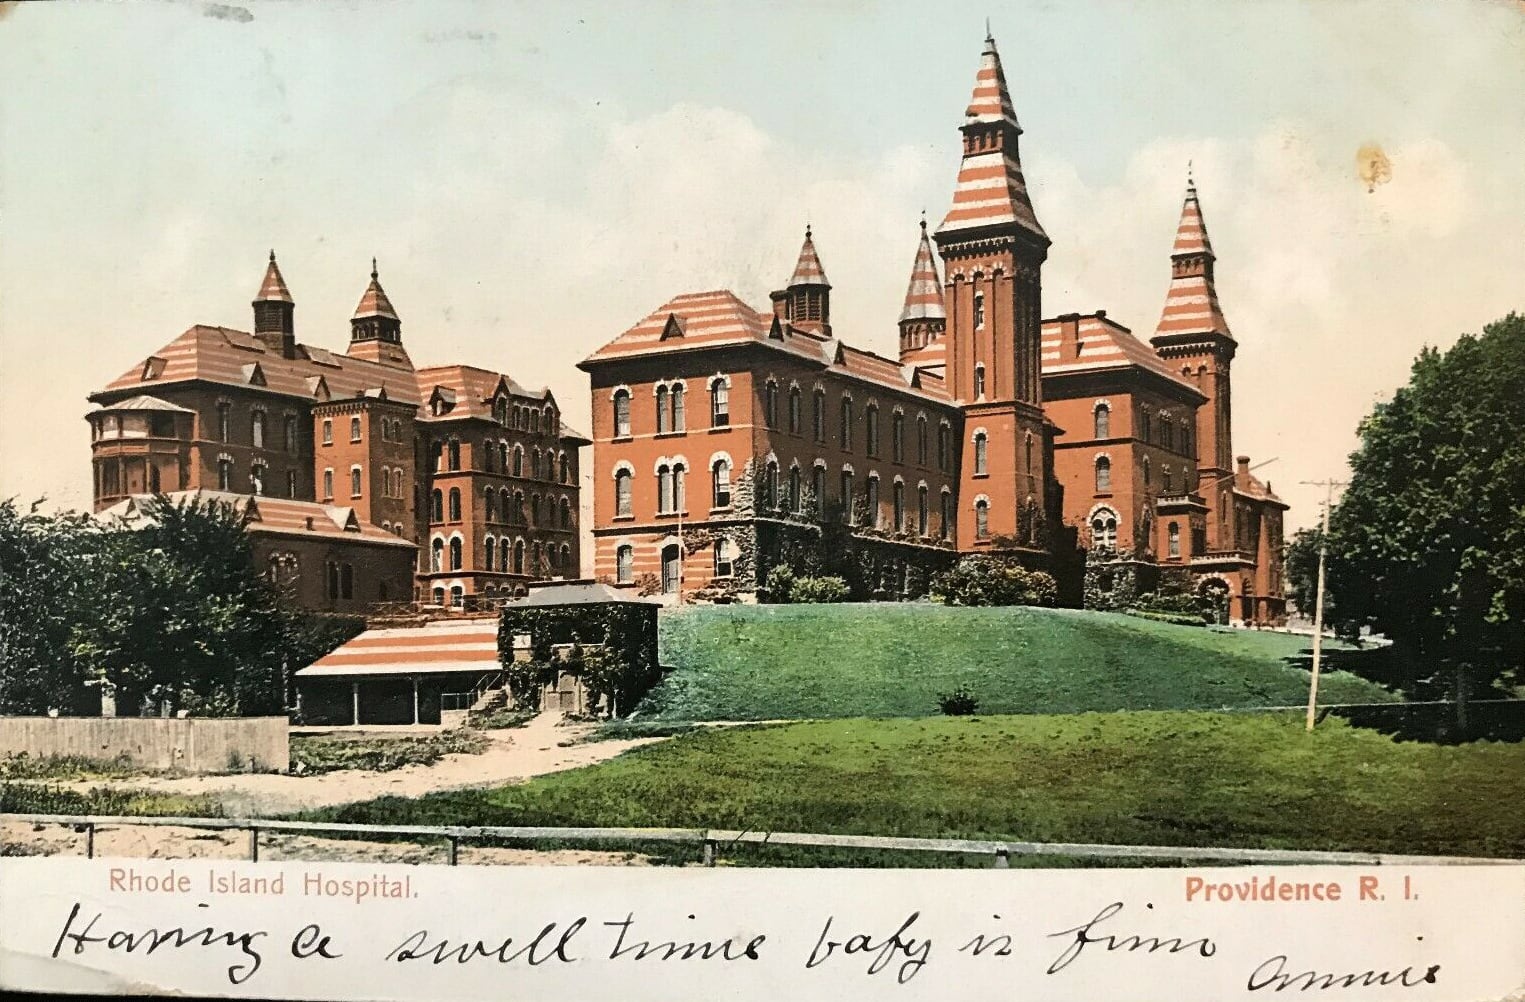 Rhode Island Hospital.
Providence R. I.
Having a swell time baby is fine
Annie